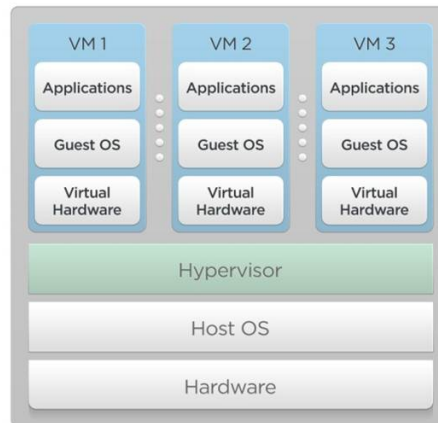 VM 1
Applications
Guest OS
Virtual
Hardware
VM 2
Applications
Guest OS
Virtual
Hardware
VM 3
Applications
Guest OS
Virtual
Hardware
Hypervisor
Host OS
Hardware